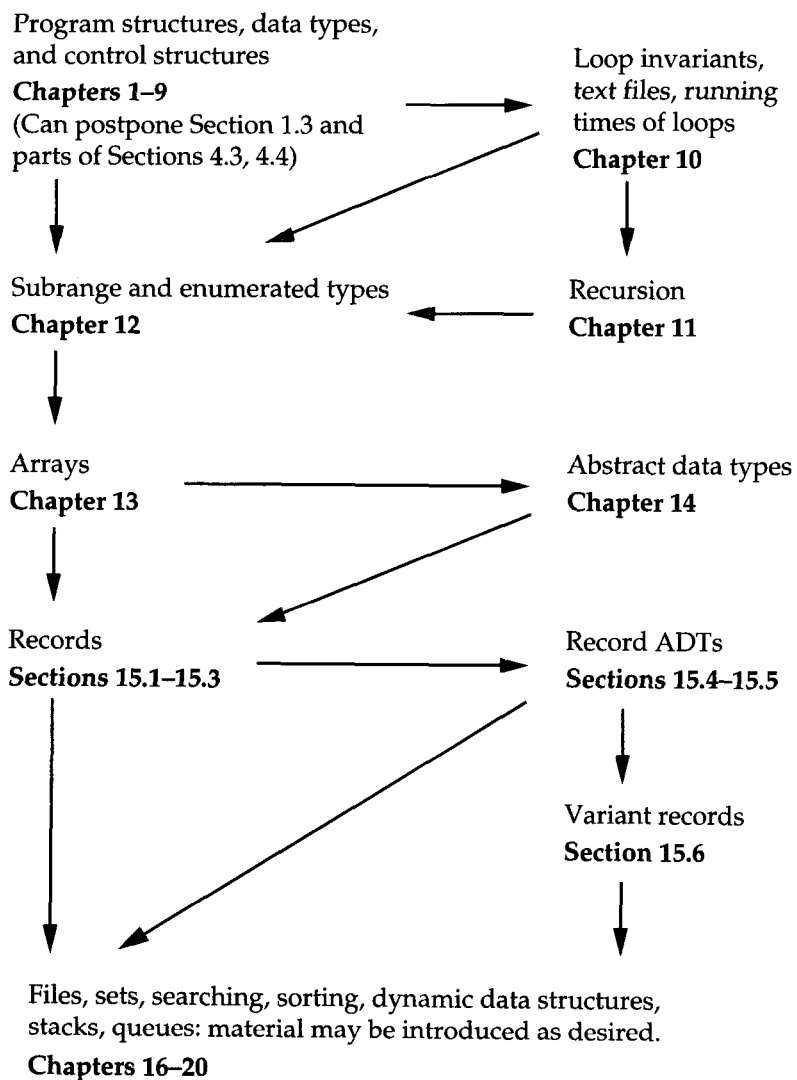 Program structures, data types,
and control structures
Chapters 1–9
(Can postpone Section 1.3 and
parts of Sections 4.3, 4.4)
Loop invariants,
text files, running
times of loops
Chapter 10
Subrange and enumerated types
Chapter 12
Recursion
Chapter 11
Arrays
Chapter 13
Abstract data types
Chapter 14
Records
Sections 15.1–15.3
Record ADTs
Sections 15.4–15.5
Variant records
Section 15.6
Files, sets, searching, sorting, dynamic data structures,
stacks, queues: material may be introduced as desired.
Chapters 16–20